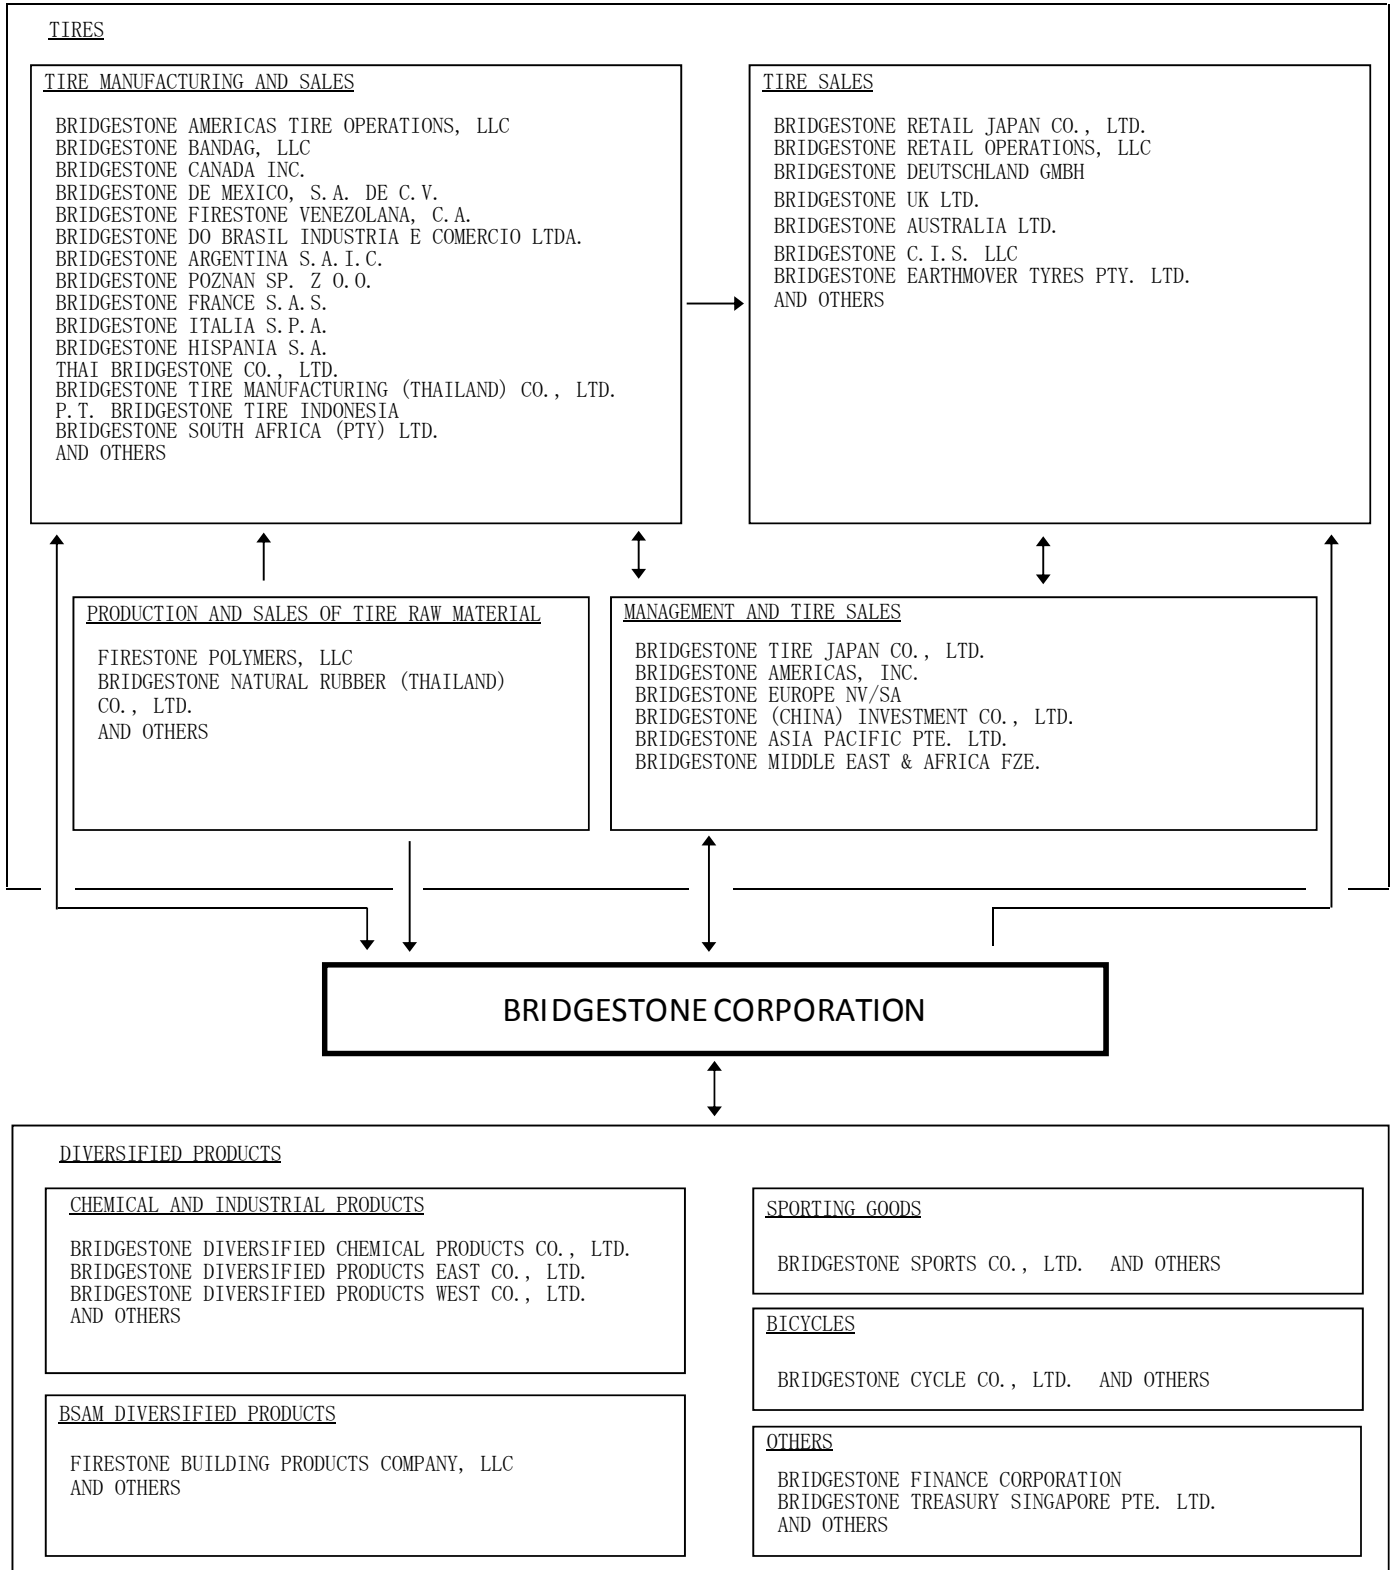 TIRES
TIRE MANUFACTURING AND SALES
BRIDGESTONE AMERICAS TIRE OPERATIONS, LLC
BRIDGESTONE BANDAG, LLC
BRIDGESTONE CANADA INC.
BRIDGESTONE DE MEXICO, S.A. DE C.V.
BRIDGESTONE FIRESTONE VENEZOLANA, C.A.
BRIDGESTONE DO BRASIL INDUSTRIA E COMERCIO LTDA.
BRIDGESTONE ARGENTINA S.A.I.C.
BRIDGESTONE POZNAN SP. Z O.O.
BRIDGESTONE FRANCE S.A.S.
BRIDGESTONE ITALIA S.P.A.
BRIDGESTONE HISPANIA S.A.
THAI BRIDGESTONE CO., LTD.
BRIDGESTONE TIRE MANUFACTURING (THAILAND) CO., LTD.
P.T. BRIDGESTONE TIRE INDONESIA
BRIDGESTONE SOUTH AFRICA (PTY) LTD.
AND OTHERS
TIRE SALES
BRIDGESTONE RETAIL JAPAN CO., LTD.
BRIDGESTONE RETAIL OPERATIONS, LLC
BRIDGESTONE DEUTSCHLAND GMBH
BRIDGESTONE UK LTD.
BRIDGESTONE AUSTRALIA LTD.
BRIDGESTONE C.I.S. LLC
BRIDGESTONE EARTHMOVER TYRES PTY. LTD.
AND OTHERS
PRODUCTION AND SALES OF TIRE RAW MATERIAL
FIRESTONE POLYMERS, LLC
BRIDGESTONE NATURAL RUBBER (THAILAND)
CO., LTD.
AND OTHERS
MANAGEMENT AND TIRE SALES
BRIDGESTONE TIRE JAPAN CO., LTD.
BRIDGESTONE AMERICAS, INC.
BRIDGESTONE EUROPE NV/SA
BRIDGESTONE (CHINA) INVESTMENT CO., LTD.
BRIDGESTONE ASIA PACIFIC PTE. LTD.
BRIDGESTONE MIDDLE EAST & AFRICA FZE.
BRIDGESTONE CORPORATION
DIVERSIFIED PRODUCTS
CHEMICAL AND INDUSTRIAL PRODUCTS
BRIDGESTONE DIVERSIFIED CHEMICAL PRODUCTS CO., LTD.
BRIDGESTONE DIVERSIFIED PRODUCTS EAST CO., LTD.
BRIDGESTONE DIVERSIFIED PRODUCTS WEST CO., LTD.
AND OTHERS
BSAM DIVERSIFIED PRODUCTS
FIRESTONE BUILDING PRODUCTS COMPANY, LLC
AND OTHERS
SPORTING GOODS
BRIDGESTONE SPORTS CO., LTD. AND OTHERS
BICYCLES
BRIDGESTONE CYCLE CO., LTD. AND OTHERS
OTHERS
BRIDGESTONE FINANCE CORPORATION
BRIDGESTONE TREASURY SINGAPORE PTE. LTD.
AND OTHERS